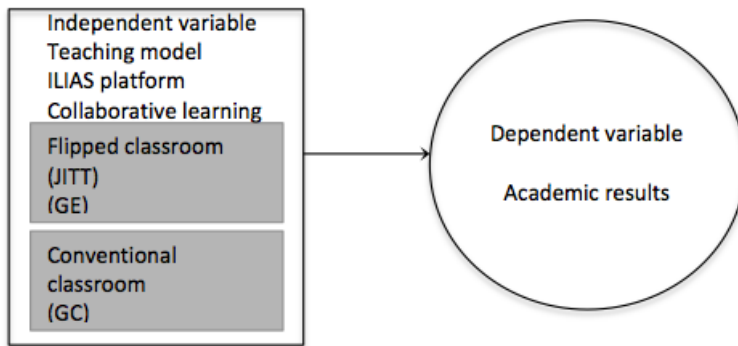 Independent variable
Teaching model
ILIAS platform
Collaborative learning
Flipped classroom
(JITT)
(GE)
Conventional
classroom
(GC)
Dependent variable
Academic results